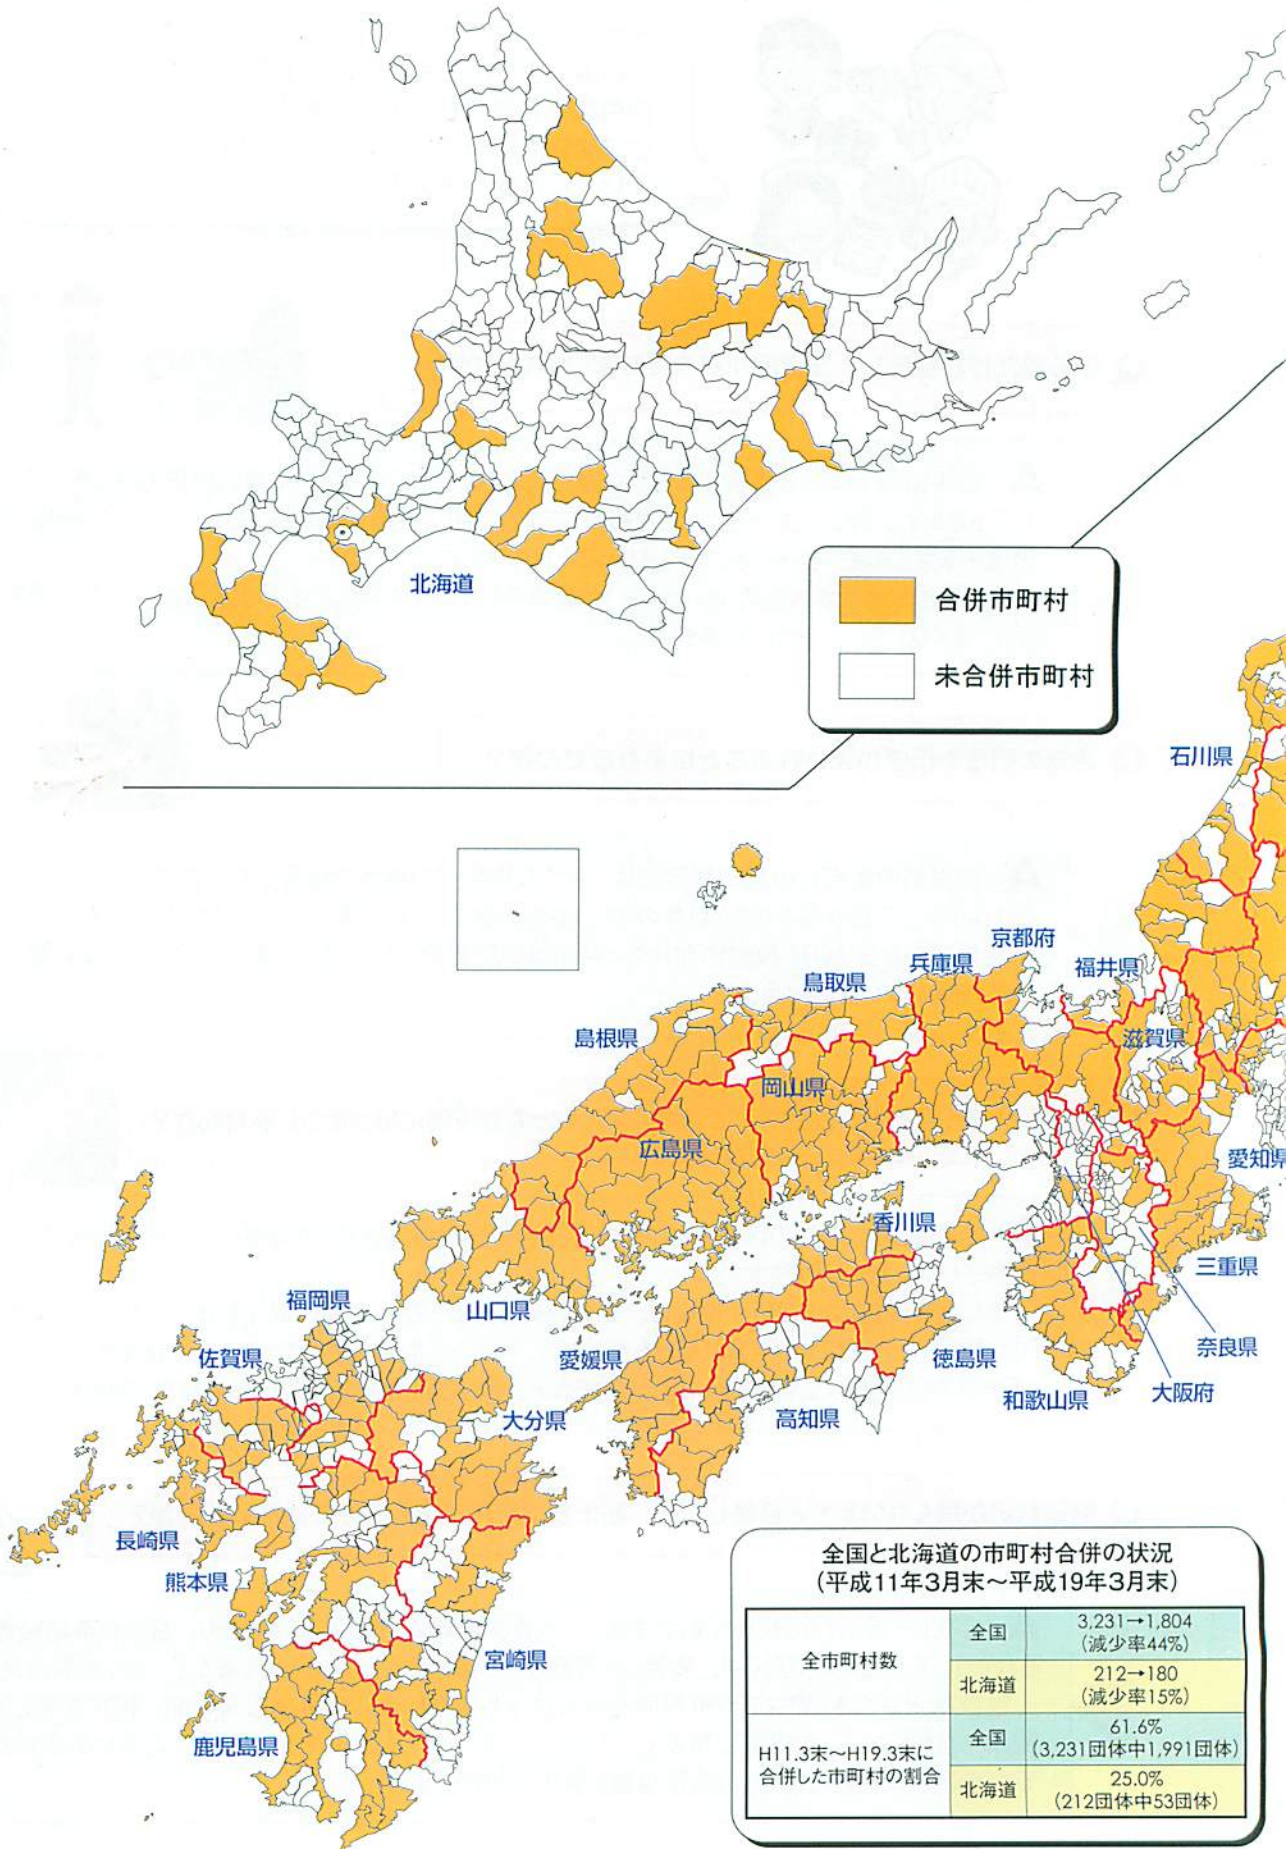 北海道
合併市町村
未合併市町村
石川県
京都府
兵庫県
福井県
鳥取県
島根県
滋賀県
岡山県
広島県
愛知県
香川県
三重県
福岡県
山口県
愛媛県
徳島県
奈良県
佐賀県
和歌山県
大阪府
大分県
高知県
長崎県
熊本県
宮崎県
鹿児島県
全国と北海道の市町村合併の状況
(平成11年3月末～平成19年3月末)
全市町村数
全国
3,231→1,804
(減少率44%)
北海道
212→180
(減少率15%)
H11.3末～H19.3末に
合併した市町村の割合
全国
61.6%
(3,231団体中1,991団体)
北海道
25.0%
(212団体中53団体)